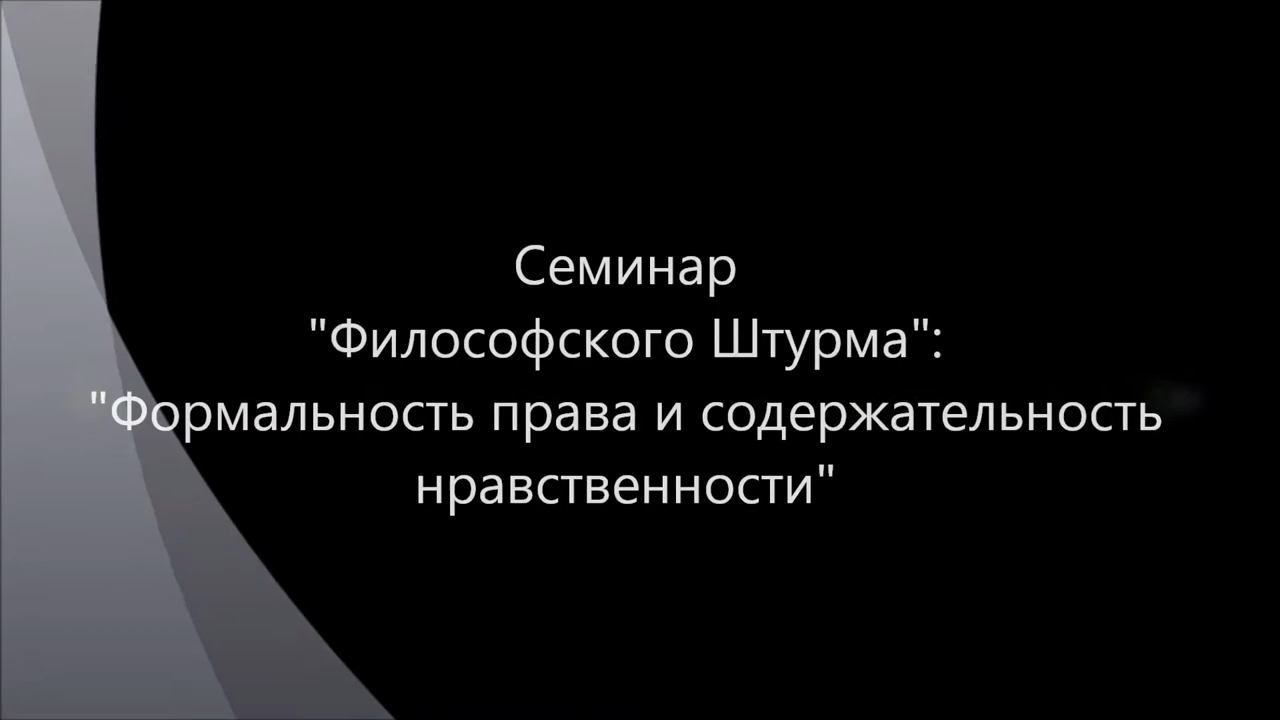 Семинар
"Философского Штурма":
"Формальность права и содержательность
нравственности"